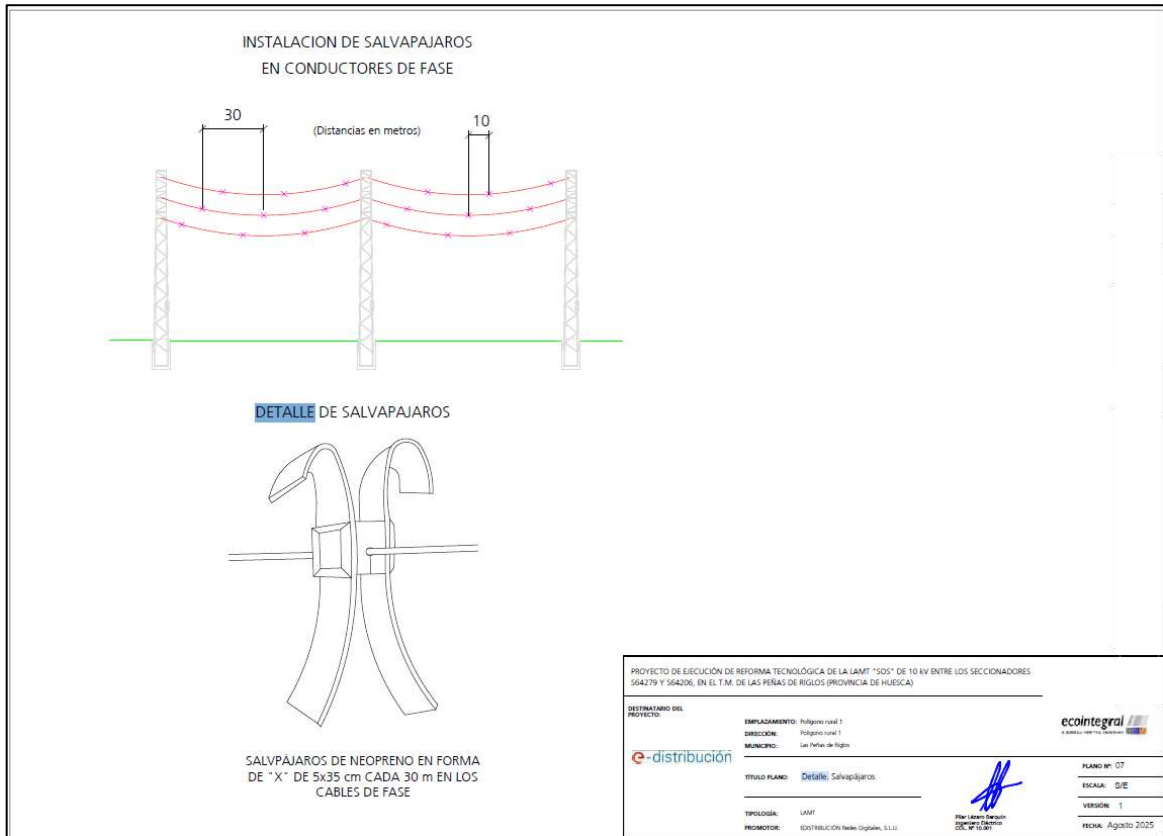 INSTALACION DE SALVAPAJAROS
EN CONDUCTORES DE FASE
30
(Distancias en metros)
10
DETALLE DE SALVAPAJAROS
SALVPÁJAROS DE NEOPRENO EN FORMA
DE "X" DE 5x35 cm CADA 30 m EN LOS
CABLES DE FASE
PROYECTO DE EJECUCIÓN DE REFORMA TECNOLÓGICA DE LA LAMT "SOS" DE 10 kV ENTRE LOS SECCIONADORES
S64279 Y S64206, EN EL T.M. DE LAS PEÑAS DE RIGLOS (PROVINCIA DE HUESCA)
DESTINATARIO DEL
PROYECTO:
e-distribución
EMPLAZAMIENTO: Polígono rural 1
DIRECCIÓN: Polígono rural 1
MUNICIPIO: Las Peñas de Riglos
ecointegral
TÍTULO PLANO: Detalle. Salvapájaros
TIPOLOGÍA: LAMT
PROMOTOR: EDISTRIBUCIÓN Redes Digitales, S.L.U.
Pilar Lázaro Barquín
Ingeniero Eléctrico
COL. Nº 10.001
PLANO Nº: 07
ESCALA: S/E
VERSIÓN: 1
FECHA: Agosto 2025